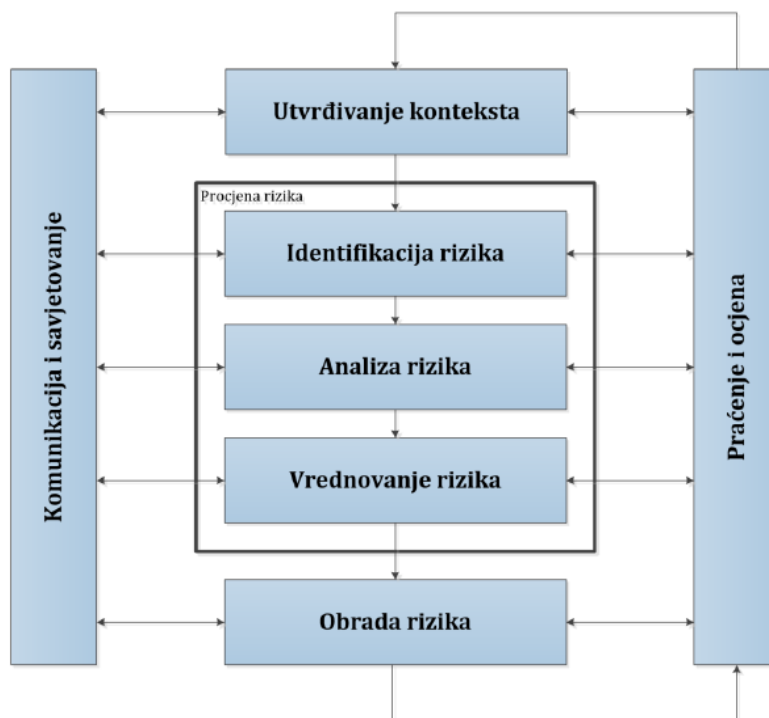 Utvrđivanje konteksta
Procjena rizika
Identifikacija rizika
Analiza rizika
Vrednovanje rizika
Obrada rizika
Komunikacija i savjetovanje
Praćenje i ocjena